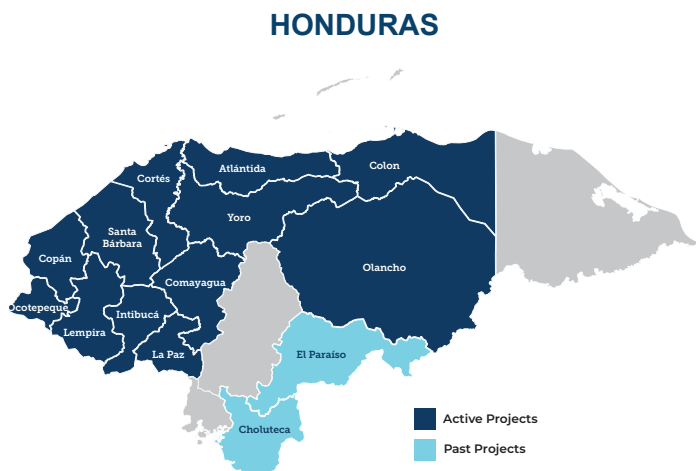 HONDURAS
Atlántida
Colon
Cortés
Yoro
Santa
Bárbara
Copán
Olancho
Comayagua
Ocotepeque
Intibucá
Lempira
La Paz
El Paraíso
Choluteca
Active Projects
Past Projects